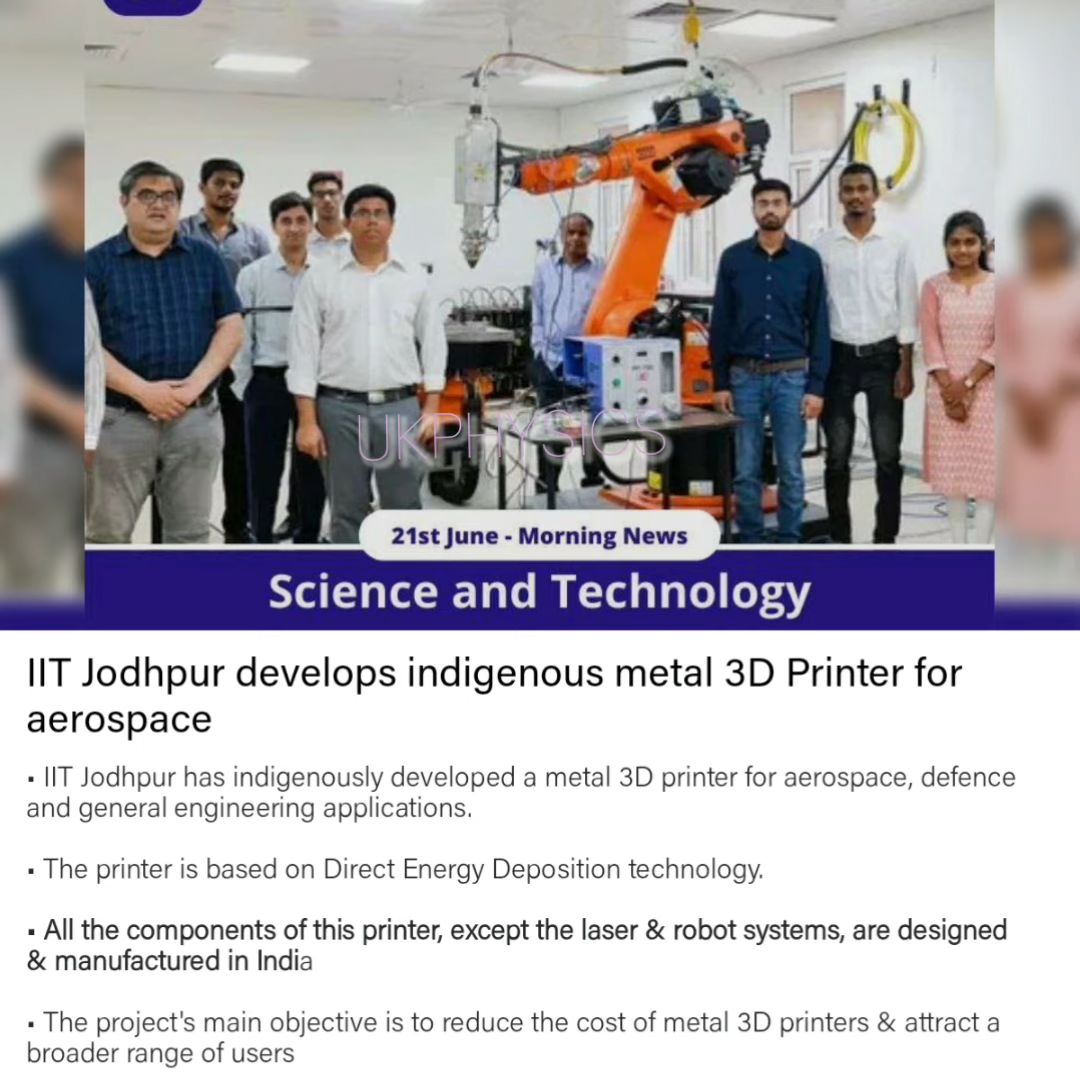 UKPHYSICS
21st June - Morning News
Science and Technology
IIT Jodhpur develops indigenous metal 3D Printer for
aerospace
▪ IIT Jodhpur has indigenously developed a metal 3D printer for aerospace, defence
and general engineering applications.
▪ The printer is based on Direct Energy Deposition technology.
▪ All the components of this printer, except the laser & robot systems, are designed
& manufactured in India
▪ The project's main objective is to reduce the cost of metal 3D printers & attract a
broader range of users